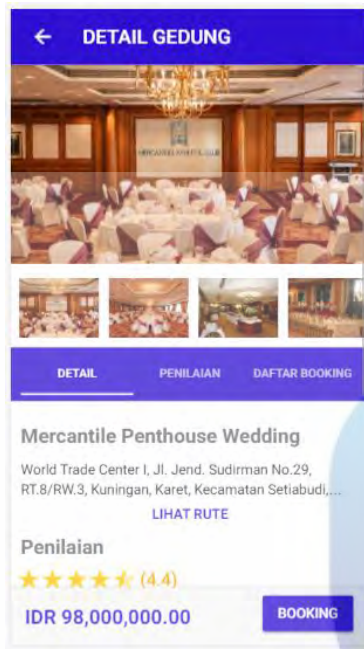 DETAIL GEDUNG
DETAIL PENILAIAN DAFTAR BOOKING
Mercantile Penthouse Wedding
World Trade Center I, Jl. Jend. Sudirman No.29,
RT.8/RW.3, Kuningan, Karet, Kecamatan Setiabudi,...
LIHAT RUTE
Penilaian
(4.4)
IDR 98,000,000.00
BOOKING